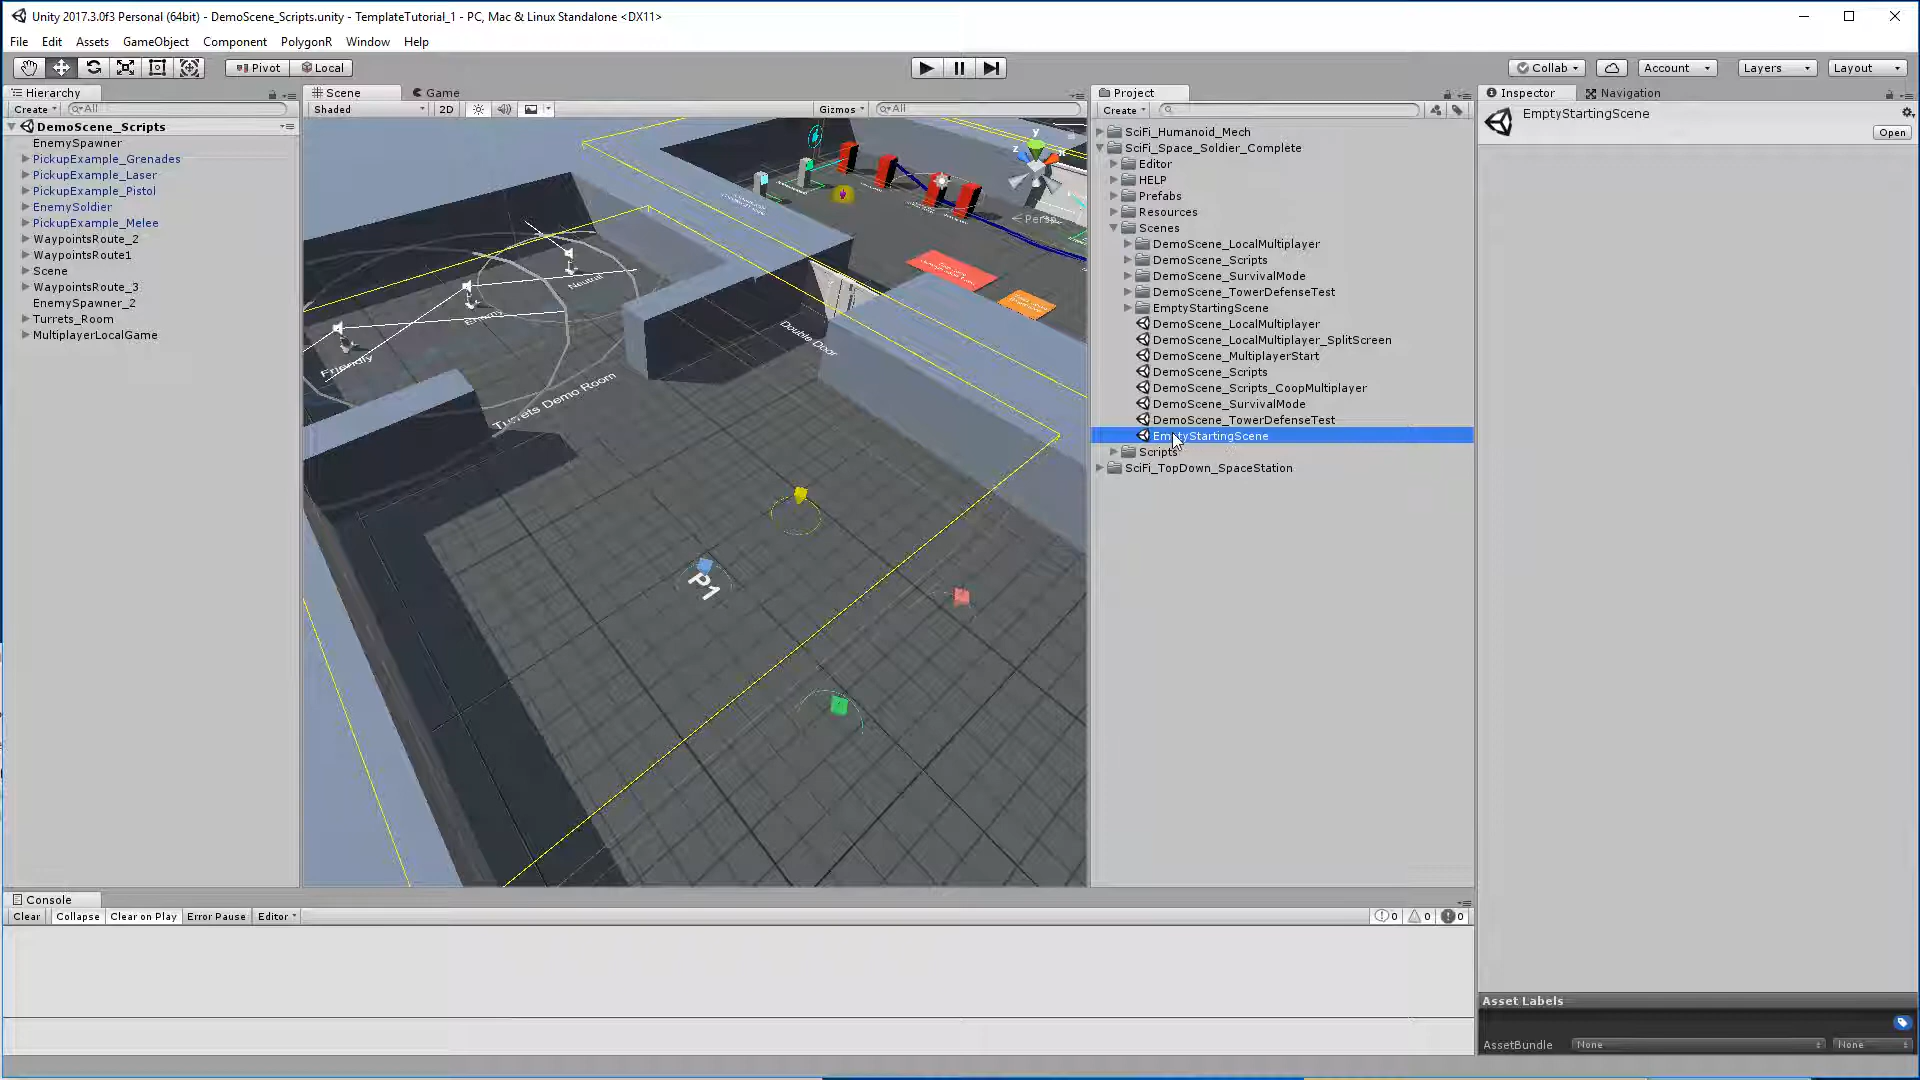 Unity 2017.3.0f3 Personal (64bit) - DemoScene_Scripts.unity - TemplateTutorial_1 - PC, Mac & Linux Standalone <DX11>
File Edit Assets GameObject Component PolygonR Window Help
Pivot Local Collab Account Layers Layout
Hierarchy
Create All
DemoScene_Scripts
EnemySpawner
PickupExample_Grenades
PickupExample_Laser
PickupExample_Pistol
EnemySoldier
PickupExample_Melee
WaypointsRoute_2
WaypointsRoute1
Scene
WaypointsRoute_3
EnemySpawner_2
Turrets_Room
MultiplayerLocalGame
Scene Game
Shaded 2D Gizmos All
y
x
z
Persp
Neutral
Enemy
Friendly
Double Door
Turrets Demo Room
P1
Project
Create
SciFi_Humanoid_Mech
SciFi_Space_Soldier_Complete
Editor
HELP
Prefabs
Resources
Scenes
DemoScene_LocalMultiplayer
DemoScene_Scripts
DemoScene_SurvivalMode
DemoScene_TowerDefenseTest
EmptyStartingScene
DemoScene_LocalMultiplayer
DemoScene_LocalMultiplayer_SplitScreen
DemoScene_MultiplayerStart
DemoScene_Scripts
DemoScene_Scripts_CoopMultiplayer
DemoScene_SurvivalMode
DemoScene_TowerDefenseTest
EmptyStartingScene
Scripts
SciFi_TopDown_SpaceStation
Inspector Navigation
EmptyStartingScene
Open
Console
Clear Collapse Clear on Play Error Pause Editor 0 0 0
Asset Labels
AssetBundle None None